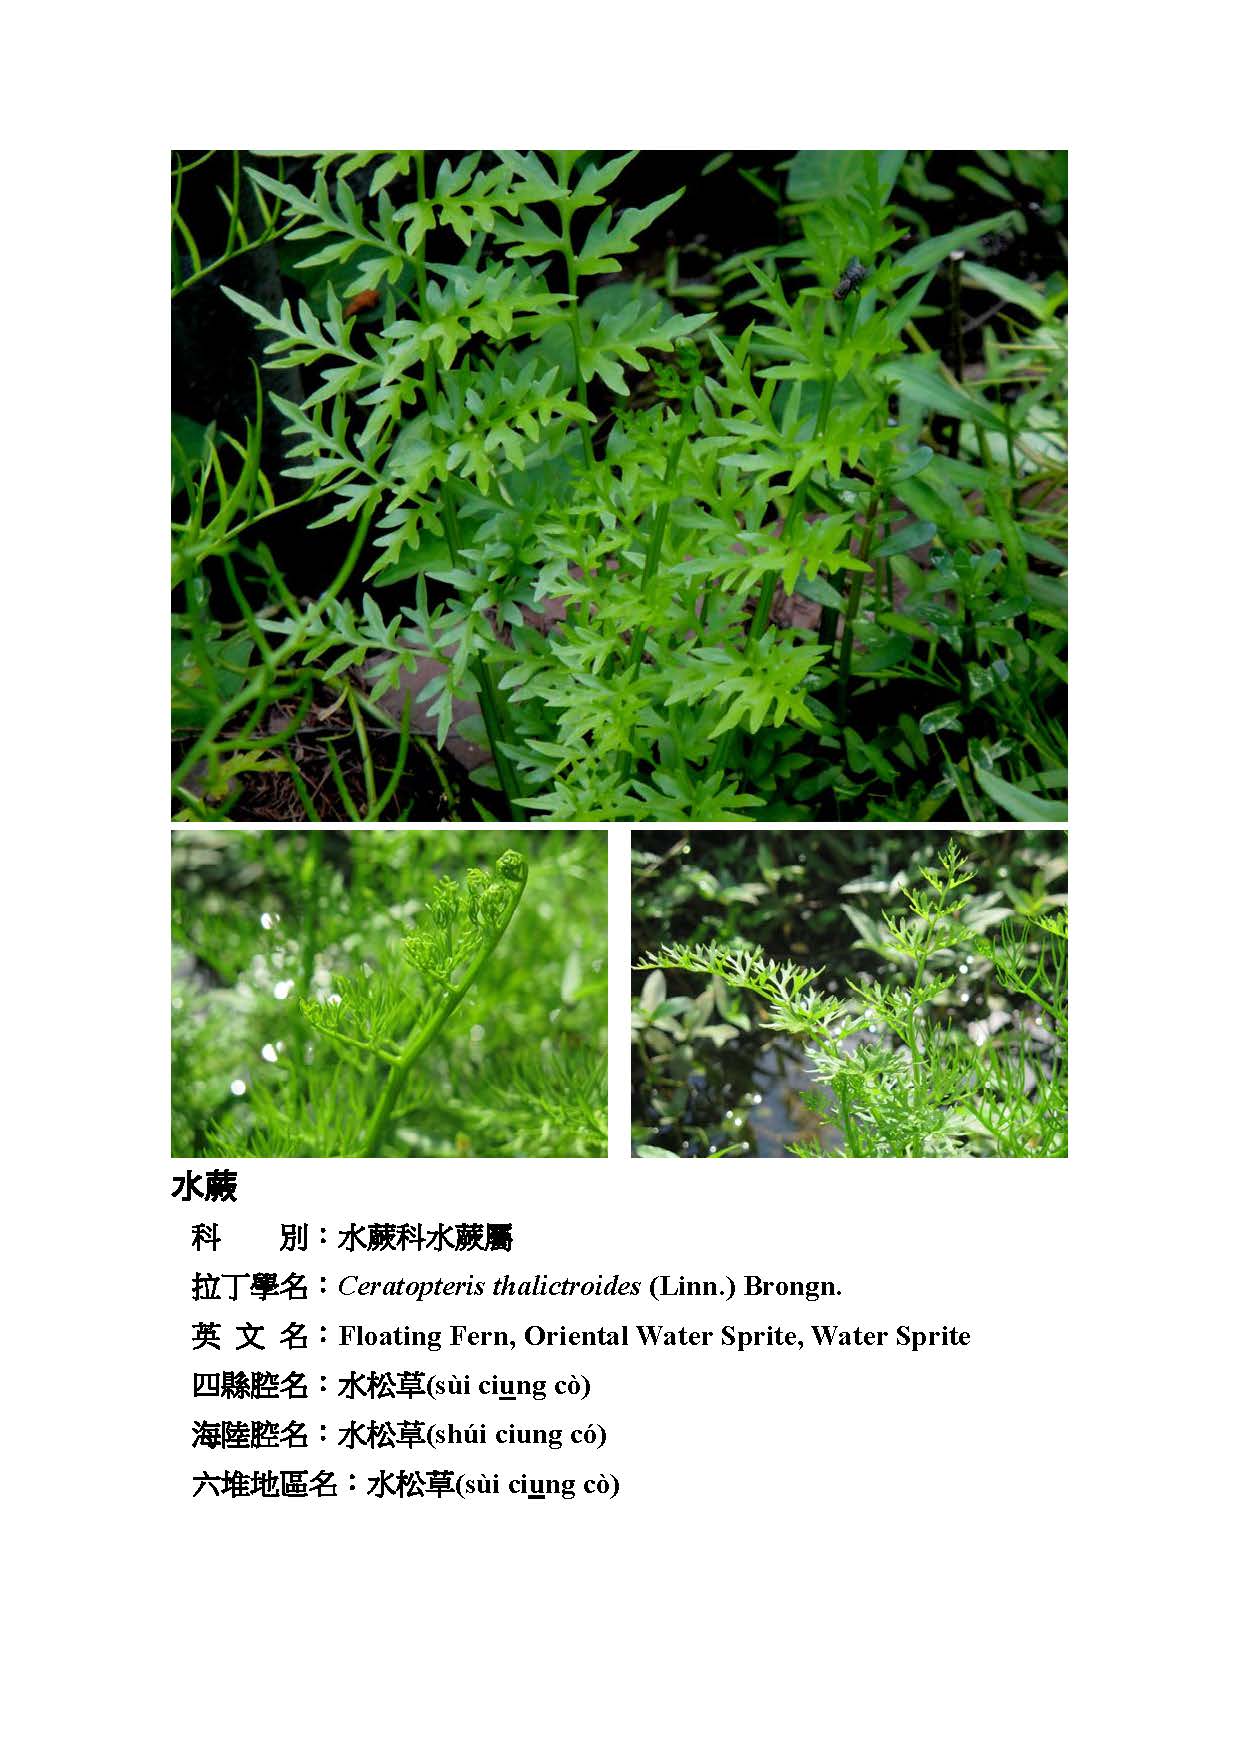 水蕨
科　　別：水蕨科水蕨屬
拉丁學名：Ceratopteris thalictroides (Linn.) Brongn.
英 文 名：Floating Fern, Oriental Water Sprite, Water Sprite
四縣腔名：水松草(sùi ciung cò)
海陸腔名：水松草(shúi ciung có)
六堆地區名：水松草(sùi ciung cò)